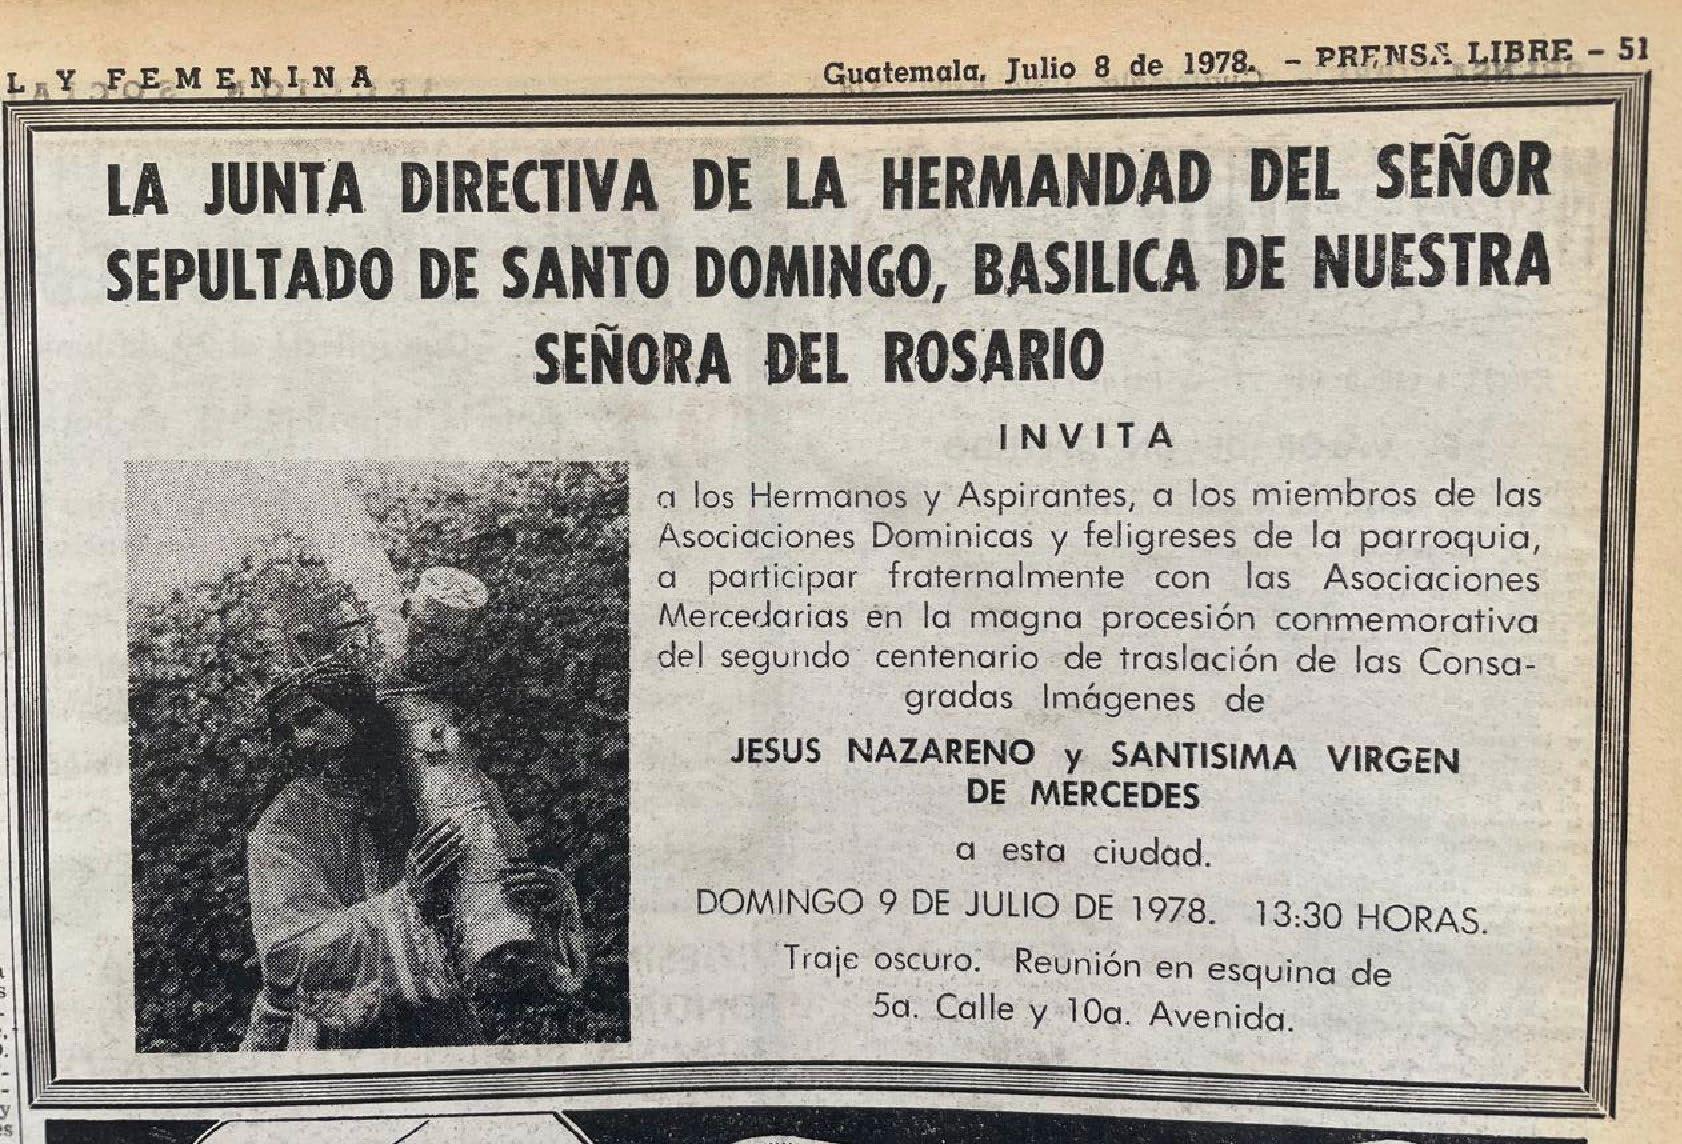 L Y FEMENINA
Guatemala, Julio 8 de 1978. - PRENSA LIBRE - 51
LA JUNTA DIRECTIVA DE LA HERMANDAD DEL SEÑOR
SEPULTADO DE SANTO DOMINGO, BASILICA DE NUESTRA
SEÑORA DEL ROSARIO
INVITA
a los Hermanos y Aspirantes, a los miembros de las
Asociaciones Dominicas y feligreses de la parroquia,
a participar fraternalmente con las Asociaciones
Mercedarias en la magna procesión conmemorativa
del segundo centenario de traslación de las Consa-
gradas Imágenes de
JESUS NAZARENO y SANTISIMA VIRGEN
DE MERCEDES
a esta ciudad.
DOMINGO 9 DE JULIO DE 1978. 13:30 HORAS.
Traje oscuro. Reunión en esquina de
5a. Calle y 10a. Avenida.